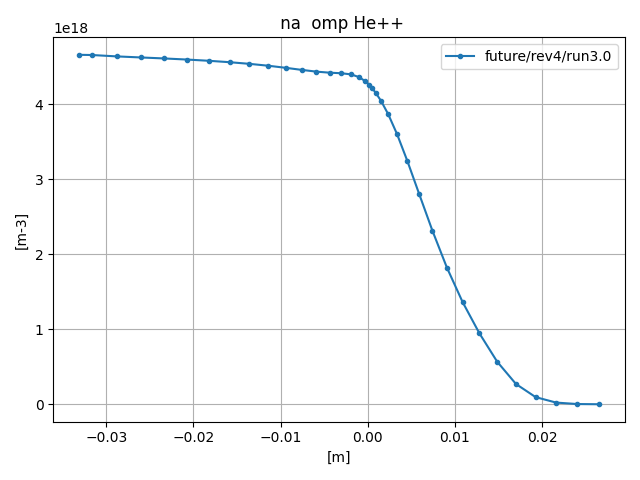 na  omp He++
1e18
future/rev4/run3.0
4
3
2
1
0
[m-3]
−0.03 −0.02 −0.01 0.00 0.01 0.02
[m]